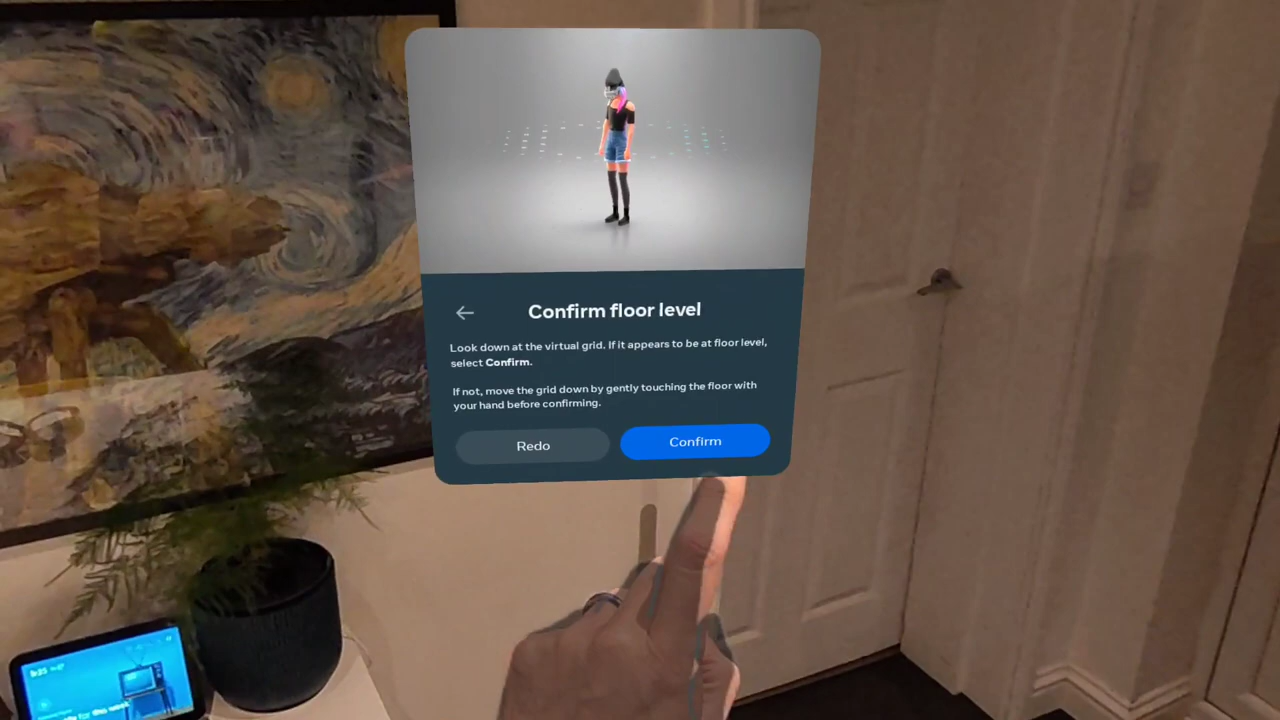 Confirm floor level
Look down at the virtual grid. If it appears to be at floor level,
select Confirm.
If not, move the grid down by gently touching the floor with
your hand before confirming.
Redo
Confirm